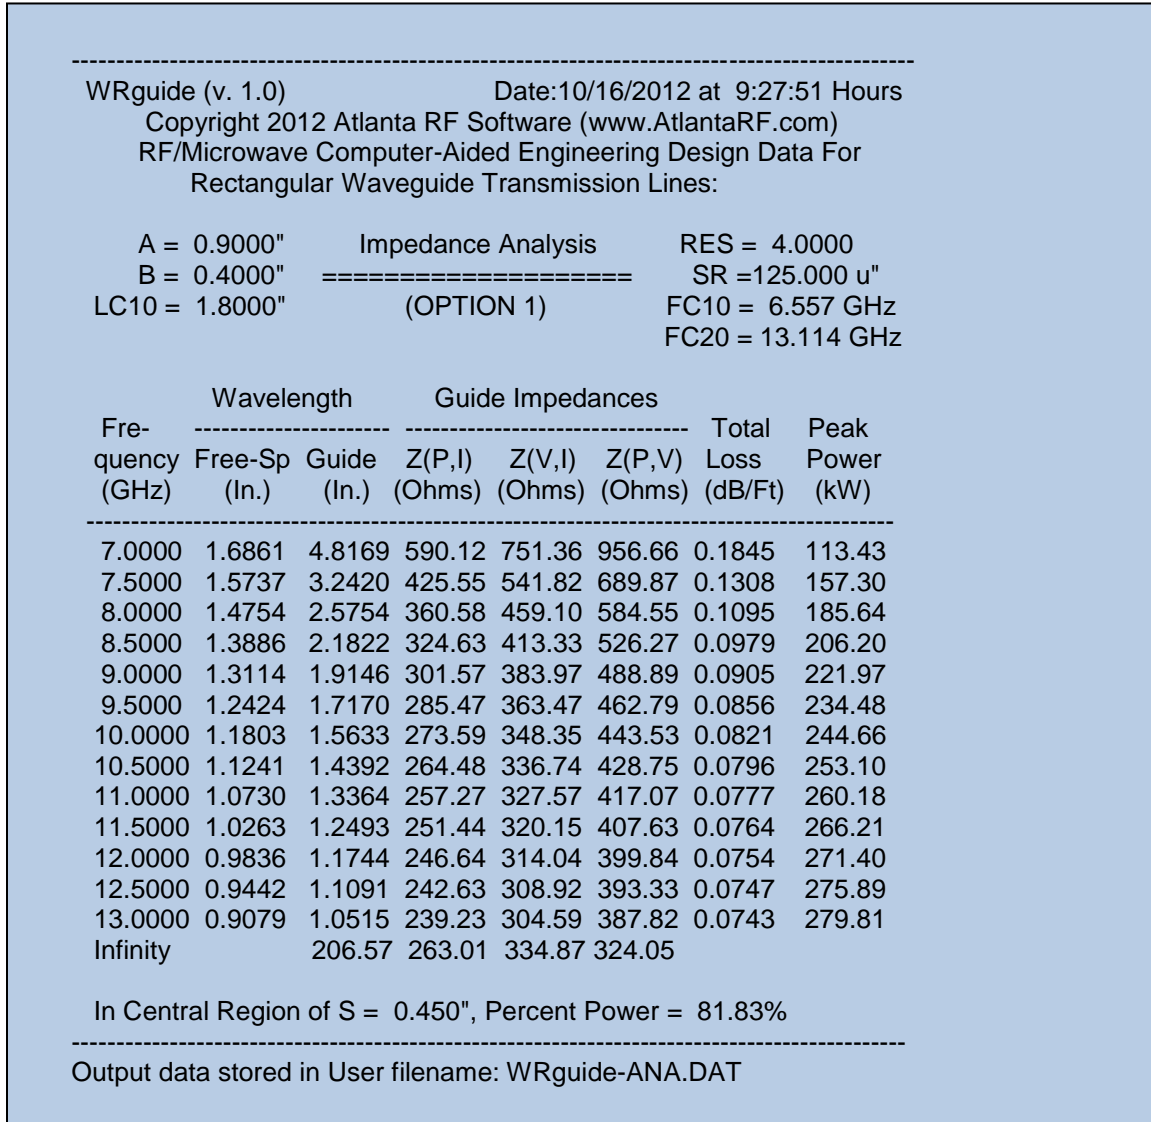 -----------------------------------------------------------------------------------------------
WRguide (v. 1.0) Date:10/16/2012 at 9:27:51 Hours
Copyright 2012 Atlanta RF Software (www.AtlantaRF.com)
RF/Microwave Computer-Aided Engineering Design Data For
Rectangular Waveguide Transmission Lines:
A = 0.9000" Impedance Analysis RES = 4.0000
B = 0.4000" ==================== SR =125.000 u"
LC10 = 1.8000" (OPTION 1) FC10 = 6.557 GHz
FC20 = 13.114 GHz
Wavelength Guide Impedances
Fre- ---------------------- -------------------------------- Total Peak
quency Free-Sp Guide Z(P,I) Z(V,I) Z(P,V) Loss Power
(GHz) (In.) (In.) (Ohms) (Ohms) (Ohms) (dB/Ft) (kW)
-------------------------------------------------------------------------------------------
7.0000 1.6861 4.8169 590.12 751.36 956.66 0.1845 113.43
7.5000 1.5737 3.2420 425.55 541.82 689.87 0.1308 157.30
8.0000 1.4754 2.5754 360.58 459.10 584.55 0.1095 185.64
8.5000 1.3886 2.1822 324.63 413.33 526.27 0.0979 206.20
9.0000 1.3114 1.9146 301.57 383.97 488.89 0.0905 221.97
9.5000 1.2424 1.7170 285.47 363.47 462.79 0.0856 234.48
10.0000 1.1803 1.5633 273.59 348.35 443.53 0.0821 244.66
10.5000 1.1241 1.4392 264.48 336.74 428.75 0.0796 253.10
11.0000 1.0730 1.3364 257.27 327.57 417.07 0.0777 260.18
11.5000 1.0263 1.2493 251.44 320.15 407.63 0.0764 266.21
12.0000 0.9836 1.1744 246.64 314.04 399.84 0.0754 271.40
12.5000 0.9442 1.1091 242.63 308.92 393.33 0.0747 275.89
13.0000 0.9079 1.0515 239.23 304.59 387.82 0.0743 279.81
Infinity 206.57 263.01 334.87 324.05
In Central Region of S = 0.450", Percent Power = 81.83%
----------------------------------------------------------------------------------------------
Output data stored in User filename: WRguide-ANA.DAT